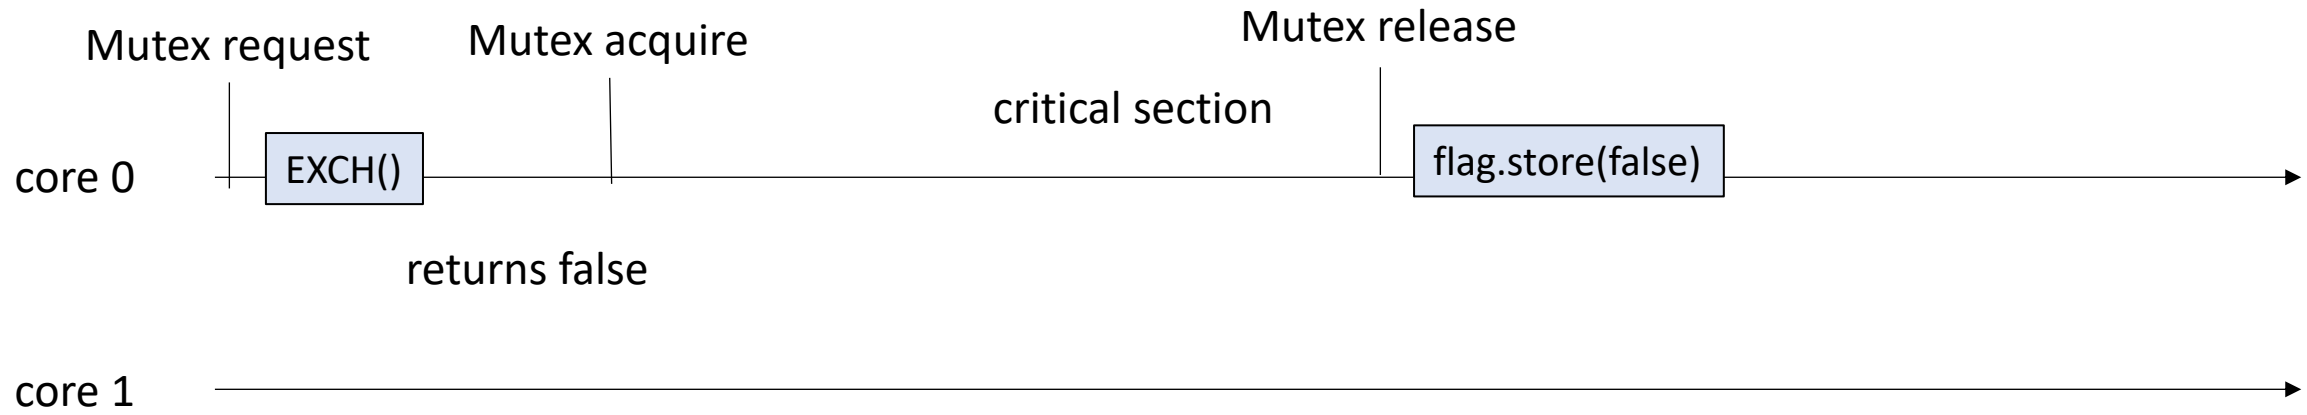 Mutex request
Mutex acquire
Mutex release
critical section
core 0
EXCH()
flag.store(false)
returns false
core 1